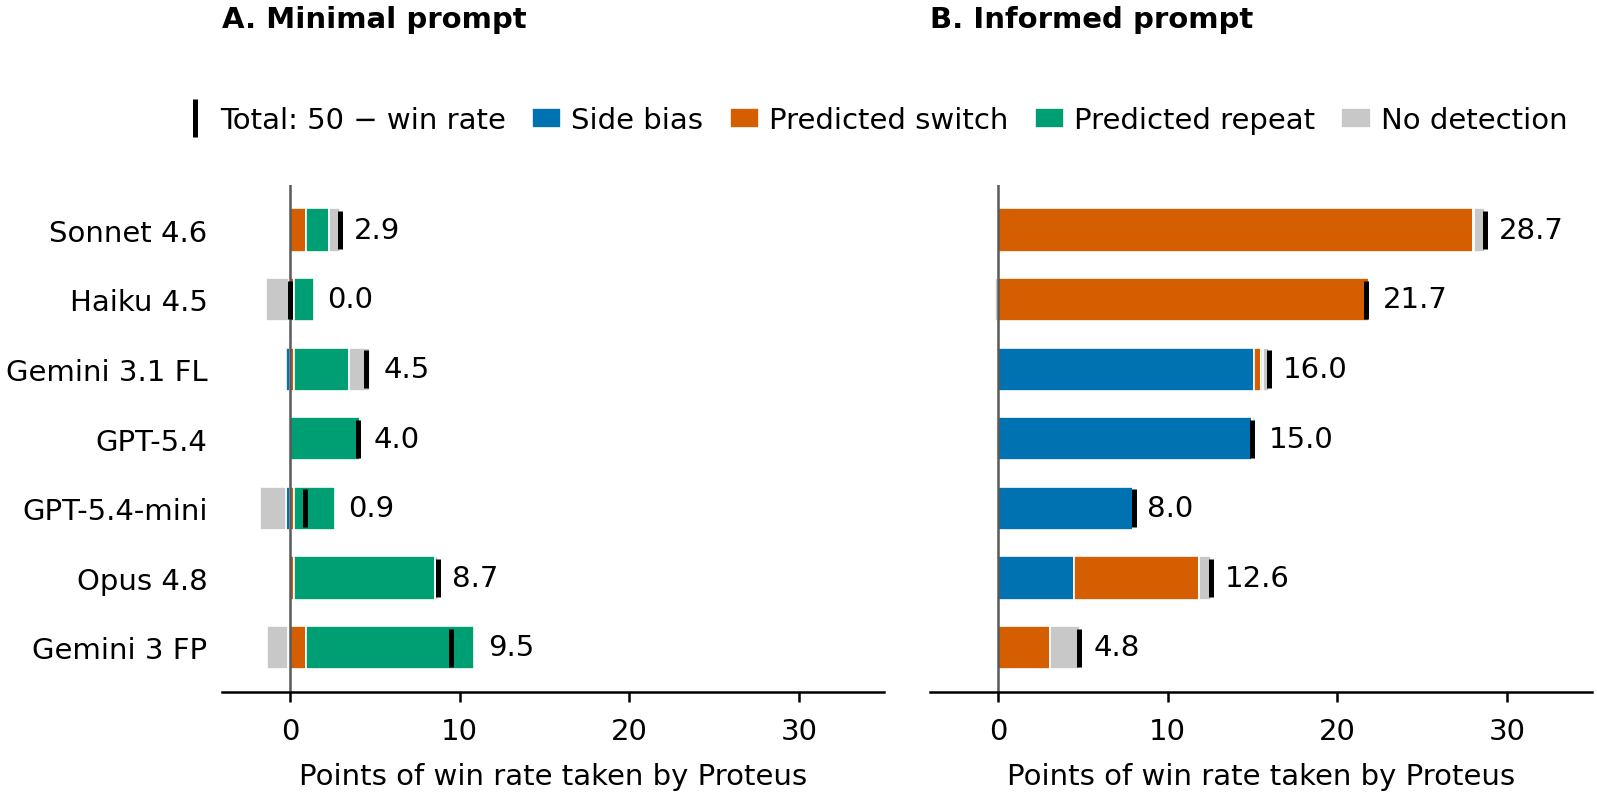 A. Minimal prompt
B. Informed prompt
Total: 50 − win rate
Side bias
Predicted switch
Predicted repeat
No detection
Sonnet 4.6
2.9
28.7
Haiku 4.5
0.0
21.7
Gemini 3.1 FL
4.5
16.0
GPT-5.4
4.0
15.0
GPT-5.4-mini
0.9
8.0
Opus 4.8
8.7
12.6
Gemini 3 FP
9.5
4.8
0 10 20 30
0 10 20 30
Points of win rate taken by Proteus
Points of win rate taken by Proteus